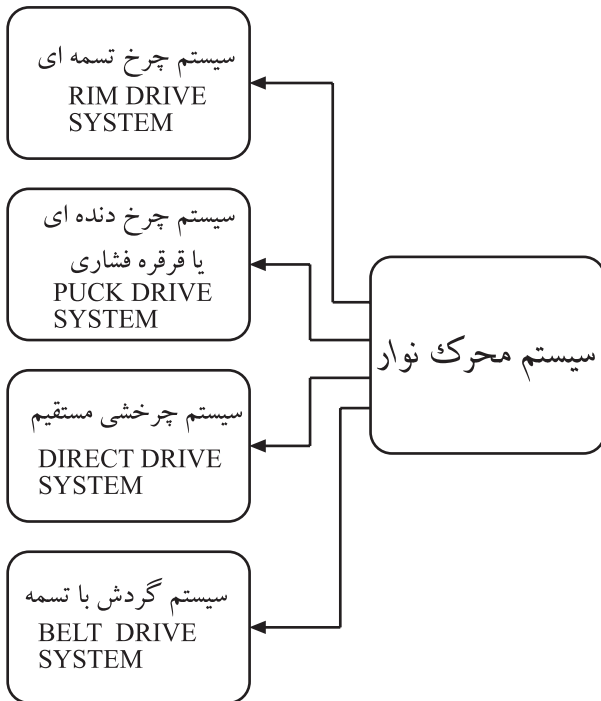 سیستم محرك نوار
سیستم چرخ تسمه ای
RIM DRIVE
SYSTEM
سیستم چرخ دنده ای
یا قرقره فشاری
PUCK DRIVE
SYSTEM
سیستم چرخشی مستقیم
DIRECT DRIVE
SYSTEM
سیستم گردش با تسمه
BELT DRIVE
SYSTEM